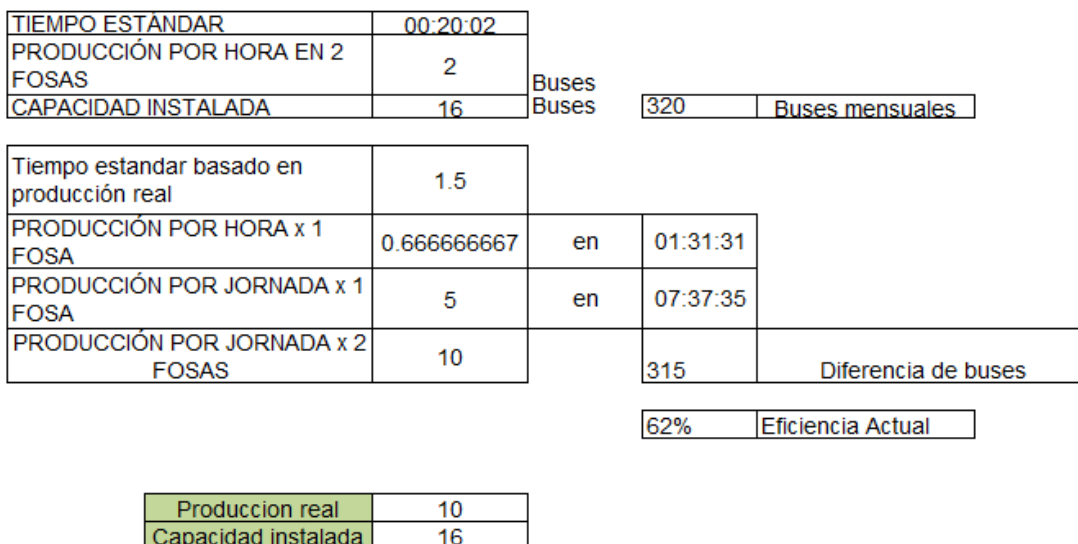 TIEMPO ESTÁNDAR 00:20:02
PRODUCCIÓN POR HORA EN 2
FOSAS 2 Buses
CAPACIDAD INSTALADA 16 Buses 320 Buses mensuales
Tiempo estandar basado en
producción real 1.5
PRODUCCIÓN POR HORA x 1
FOSA 0.666666667 en 01:31:31
PRODUCCIÓN POR JORNADA x 1
FOSA 5 en 07:37:35
PRODUCCIÓN POR JORNADA x 2
FOSAS 10 315 Diferencia de buses
62% Eficiencia Actual
Produccion real 10
Capacidad instalada 16